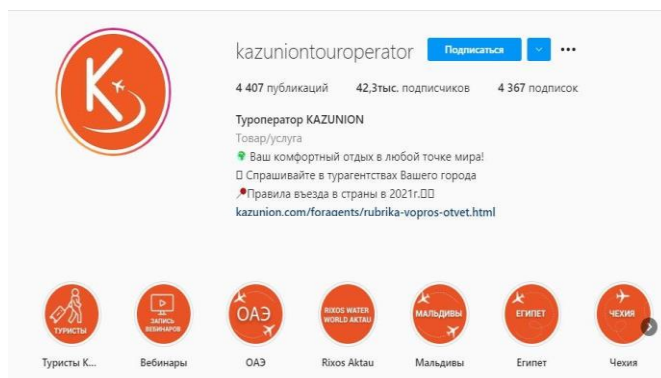 K
kazuniontouroperator Подписаться
4 407 публикаций 42,3тыс. подписчиков 4 367 подписок
Туроператор KAZUNION
Товар/услуга
Ваш комфортный отдых в любой точке мира!
Спрашивайте в турагентствах Вашего города
Правила въезда в страны в 2021г.
kazunion.com/foragents/rubrika-vopros-otvet.html
ТУРИСТЫ
ЗАПИСЬ
ВЕБИНАРОВ
ОАЭ
RIXOS WATER
WORLD AKTAU
МАЛЬДИВЫ
ЕГИПЕТ
ЧЕХИЯ
Туристы К... Вебинары ОАЭ Rixos Aktau Мальдивы Египет Чехия